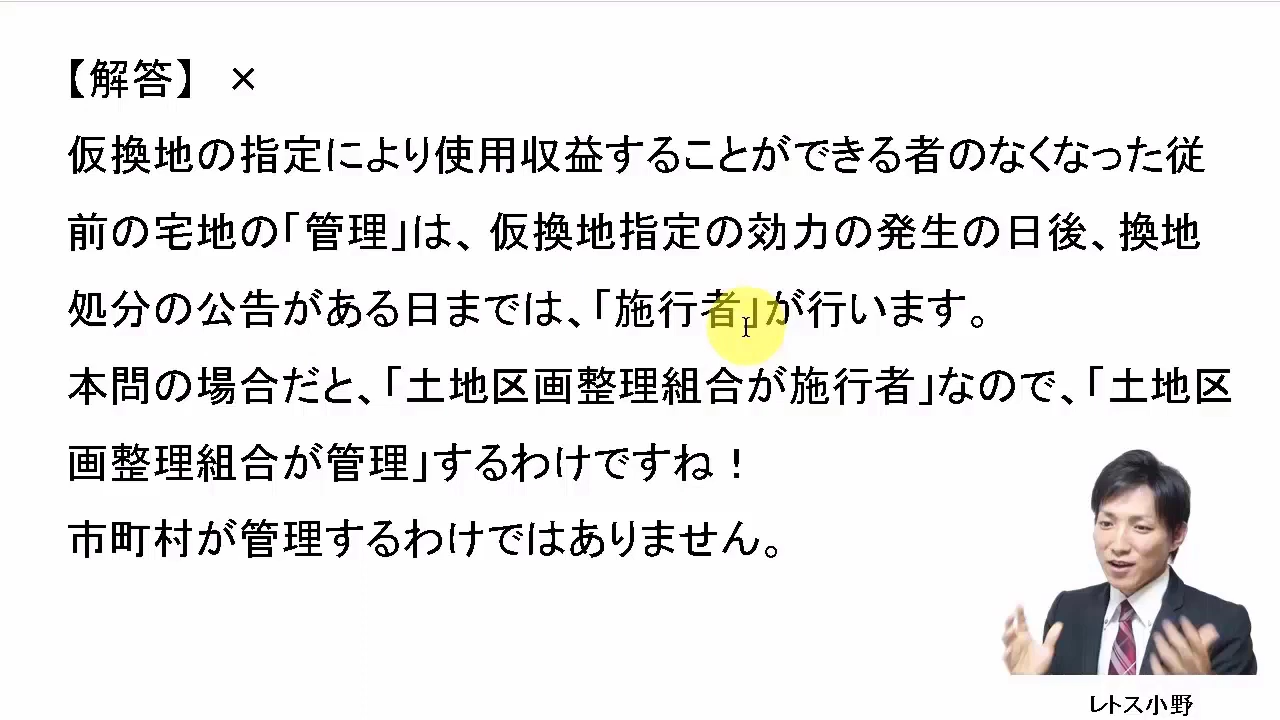 【解答】 ×
仮換地の指定により使用収益することができる者のなくなった従
前の宅地の「管理」は、仮換地指定の効力の発生の日後、換地
処分の公告がある日までは、「施行者」が行います。
本問の場合だと、「土地区画整理組合が施行者」なので、「土地区
画整理組合が管理」するわけですね！
市町村が管理するわけではありません。
レトス小野